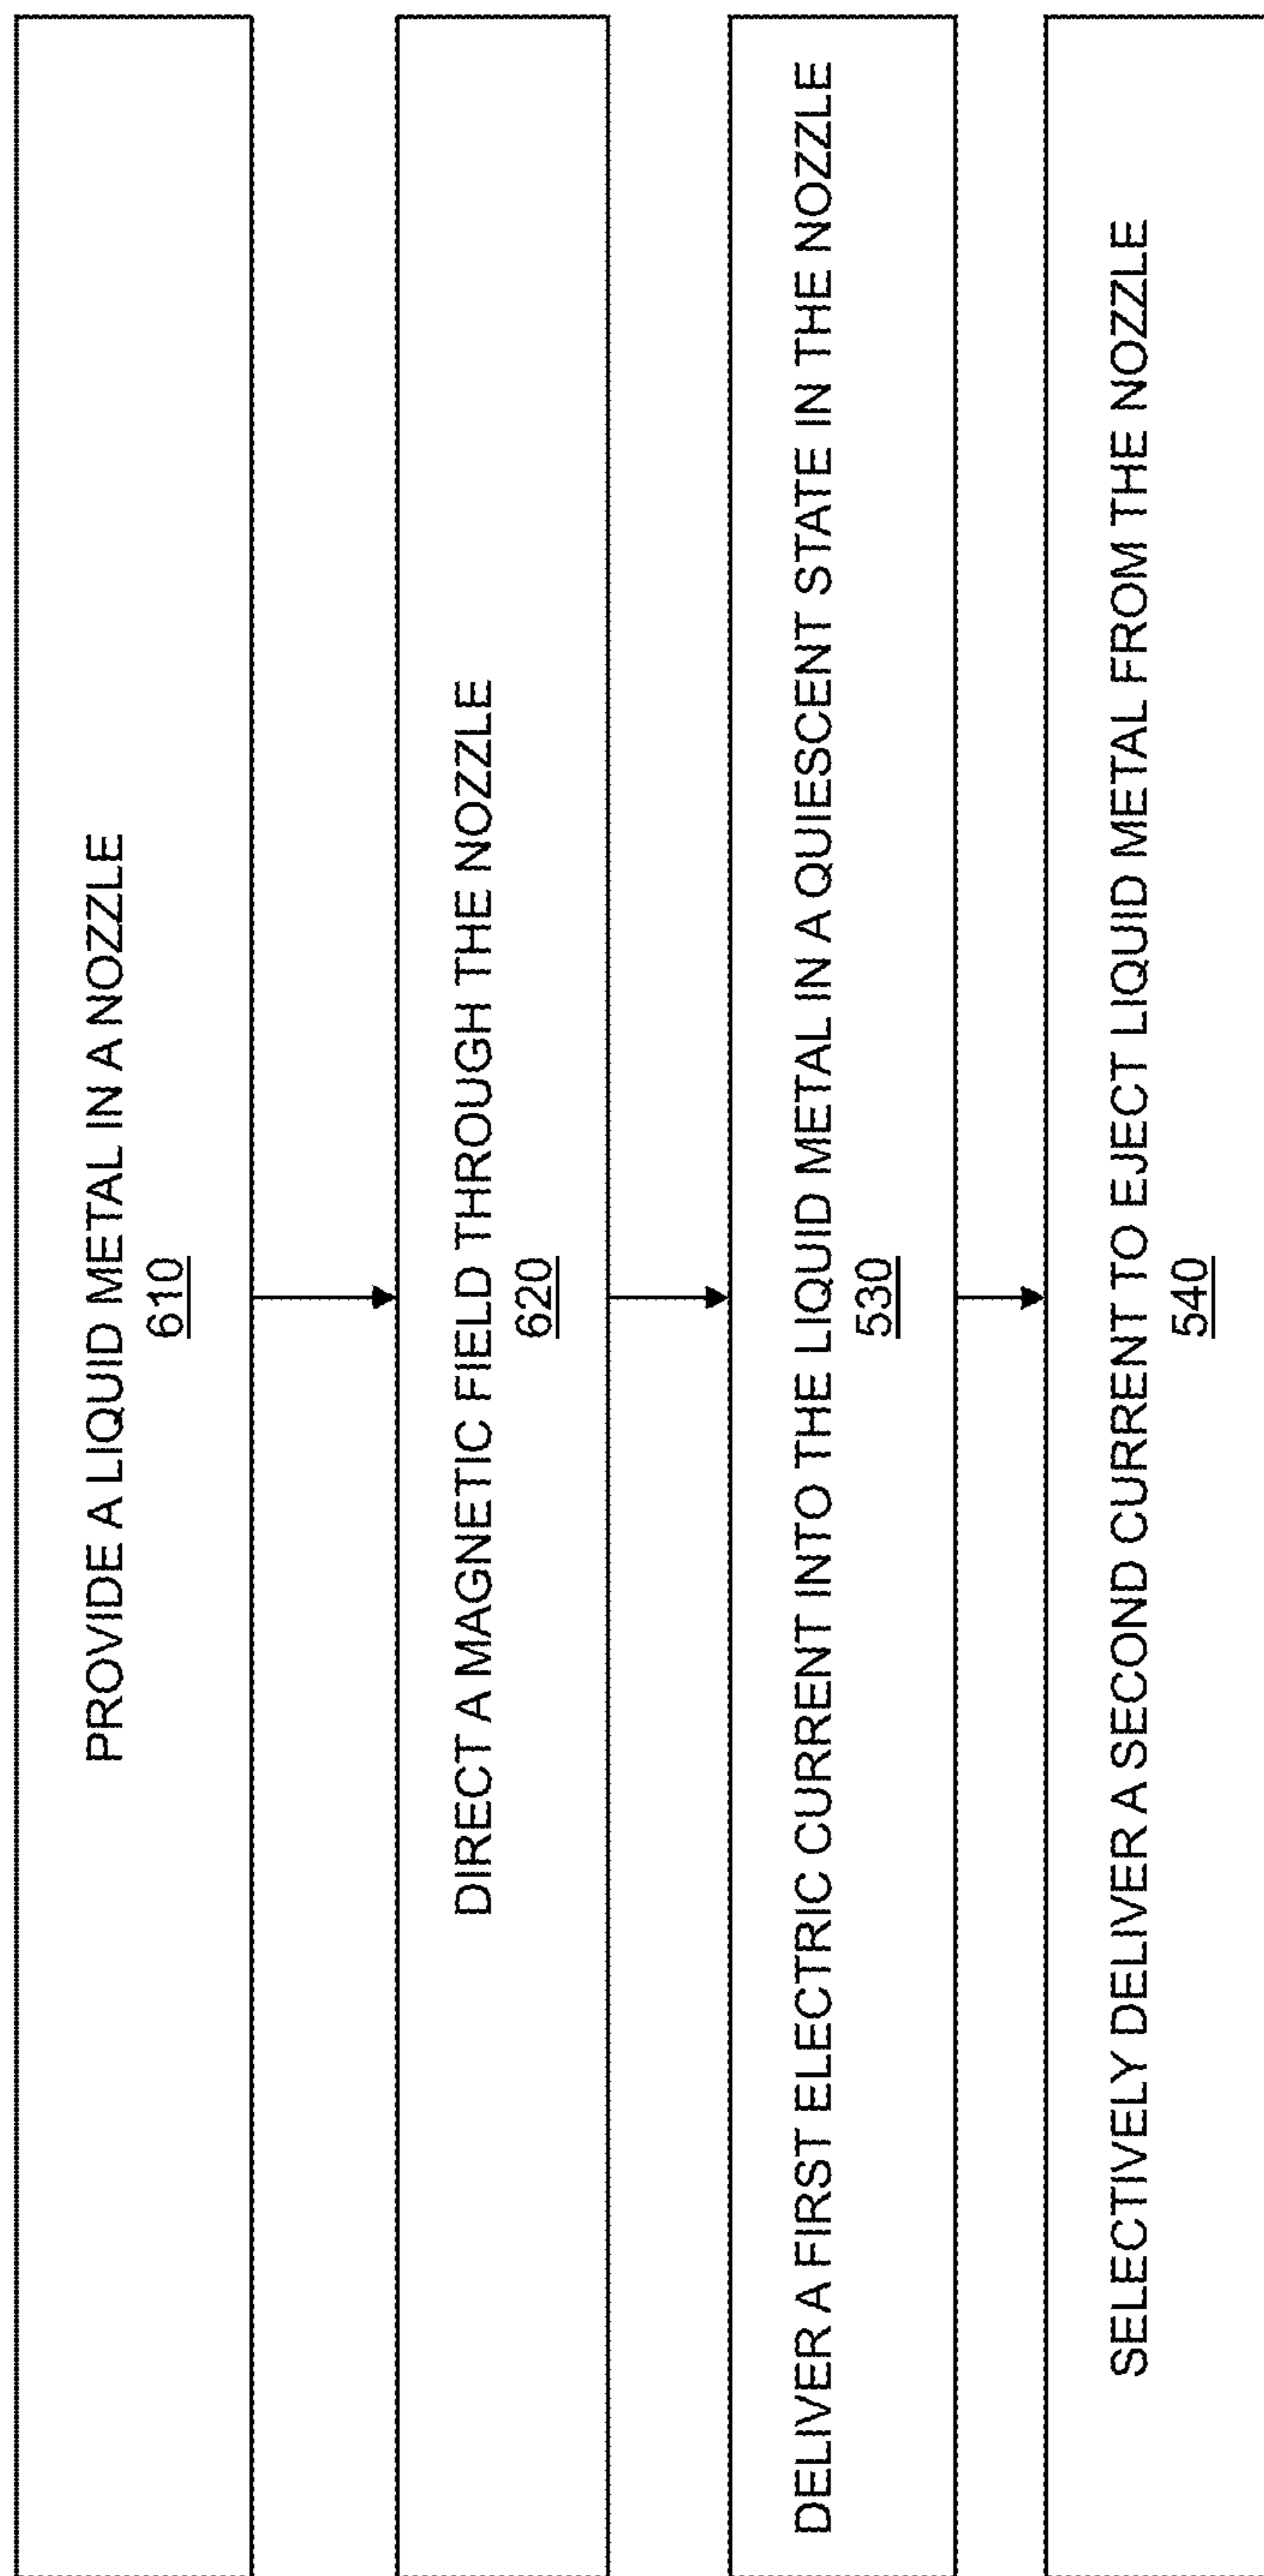 PROVIDE A LIQUID METAL IN A NOZZLE
610
DIRECT A MAGNETIC FIELD THROUGH THE NOZZLE
620
DELIVER A FIRST ELECTRIC CURRENT INTO THE LIQUID METAL IN A QUIESCENT STATE IN THE NOZZLE
530
SELECTIVELY DELIVER A SECOND CURRENT TO EJECT LIQUID METAL FROM THE NOZZLE
540